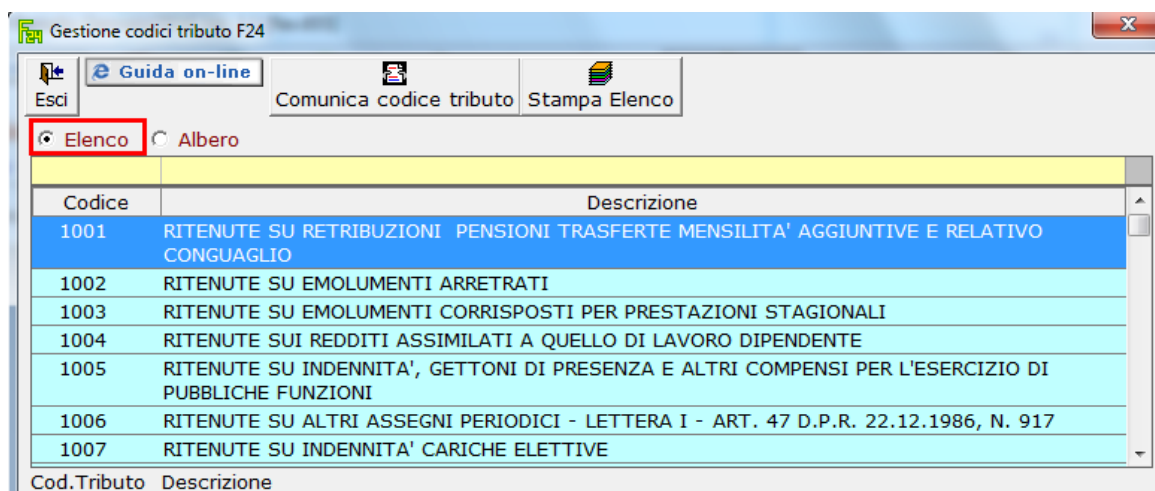 F24 Gestione codici tributo F24
X
Guida on-line
Esci Comunica codice tributo Stampa Elenco
Elenco Albero
Codice Descrizione
1001 RITENUTE SU RETRIBUZIONI PENSIONI TRASFERTE MENSILITA' AGGIUNTIVE E RELATIVO
CONGUAGLIO
1002 RITENUTE SU EMOLUMENTI ARRETRATI
1003 RITENUTE SU EMOLUMENTI CORRISPOSTI PER PRESTAZIONI STAGIONALI
1004 RITENUTE SUI REDDITI ASSIMILATI A QUELLO DI LAVORO DIPENDENTE
1005 RITENUTE SU INDENNITA', GETTONI DI PRESENZA E ALTRI COMPENSI PER L'ESERCIZIO DI
PUBBLICHE FUNZIONI
1006 RITENUTE SU ALTRI ASSEGNI PERIODICI - LETTERA I - ART. 47 D.P.R. 22.12.1986, N. 917
1007 RITENUTE SU INDENNITA' CARICHE ELETTIVE
Cod.Tributo Descrizione